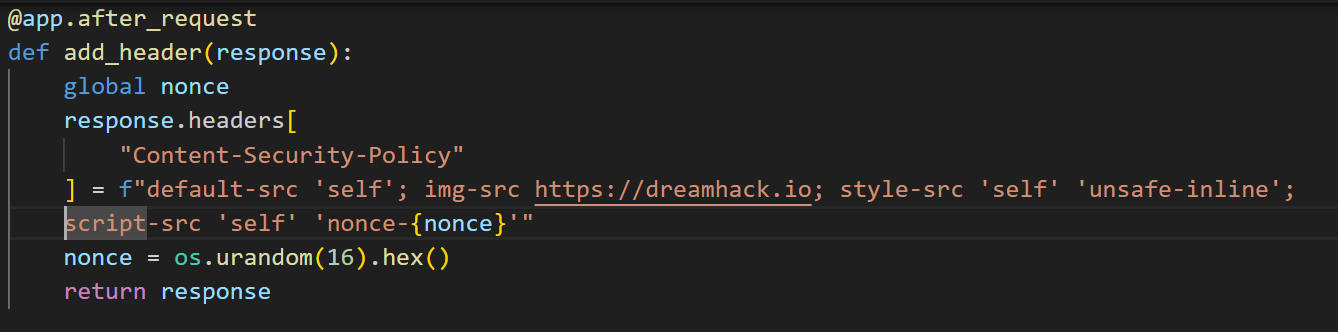 @app.after_request
def add_header(response):
    global nonce
    response.headers[
        "Content-Security-Policy"
    ] = f"default-src 'self'; img-src https://dreamhack.io; style-src 'self' 'unsafe-inline';
    script-src 'self' 'nonce-{nonce}'"
    nonce = os.urandom(16).hex()
    return response